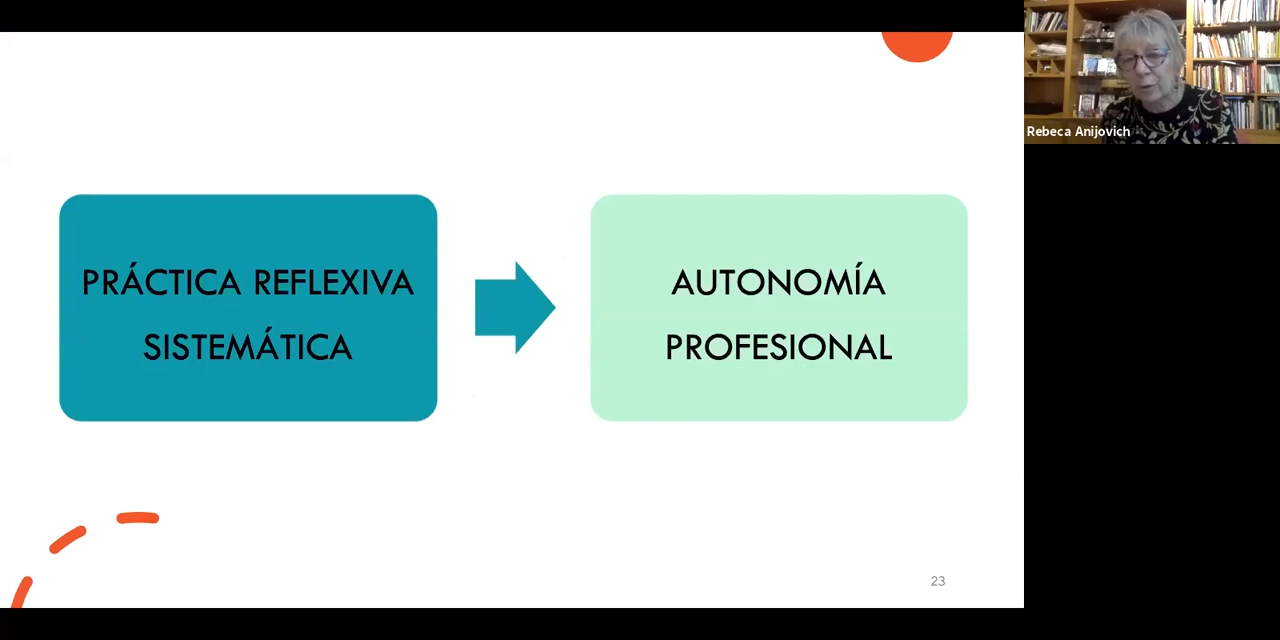 Rebeca Anijovich
PRÁCTICA REFLEXIVA
SISTEMÁTICA
AUTONOMÍA
PROFESIONAL
23